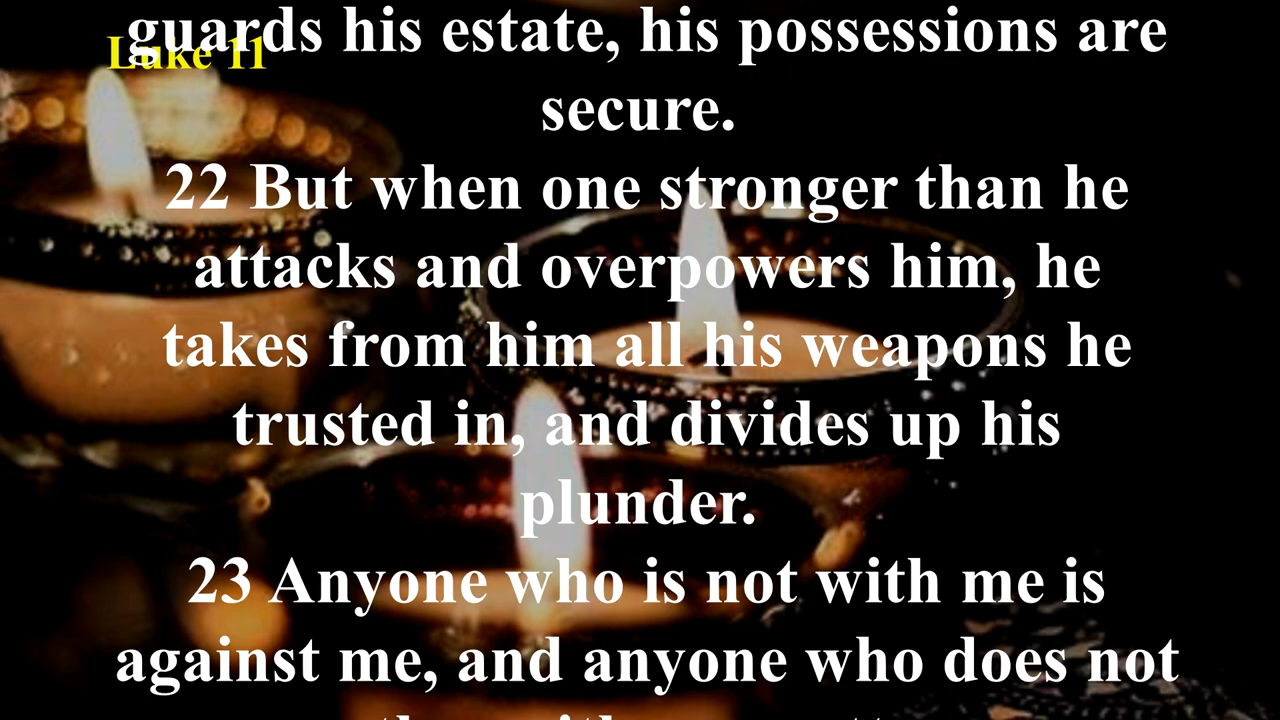 guards his estate, his possessions are
Luke 11
secure.
22 But when one stronger than he
attacks and overpowers him, he
takes from him all his weapons he
trusted in, and divides up his
plunder.
23 Anyone who is not with me is
against me, and anyone who does not